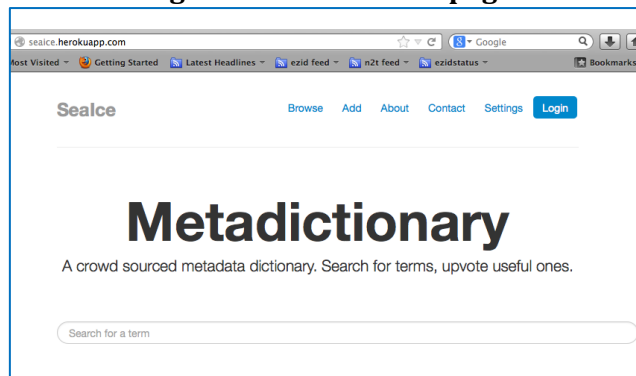 seaice.herokuapp.com
Google
Most Visited
Getting Started
Latest Headlines
ezid feed
n2t feed
ezidstatus
Bookmarks
SeaIce
Browse Add About Contact Settings Login
Metadictionary
A crowd sourced metadata dictionary. Search for terms, upvote useful ones.
Search for a term